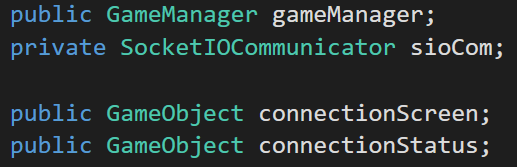 public GameManager gameManager;
private SocketIOCommunicator sioCom;
public GameObject connectionScreen;
public GameObject connectionStatus;